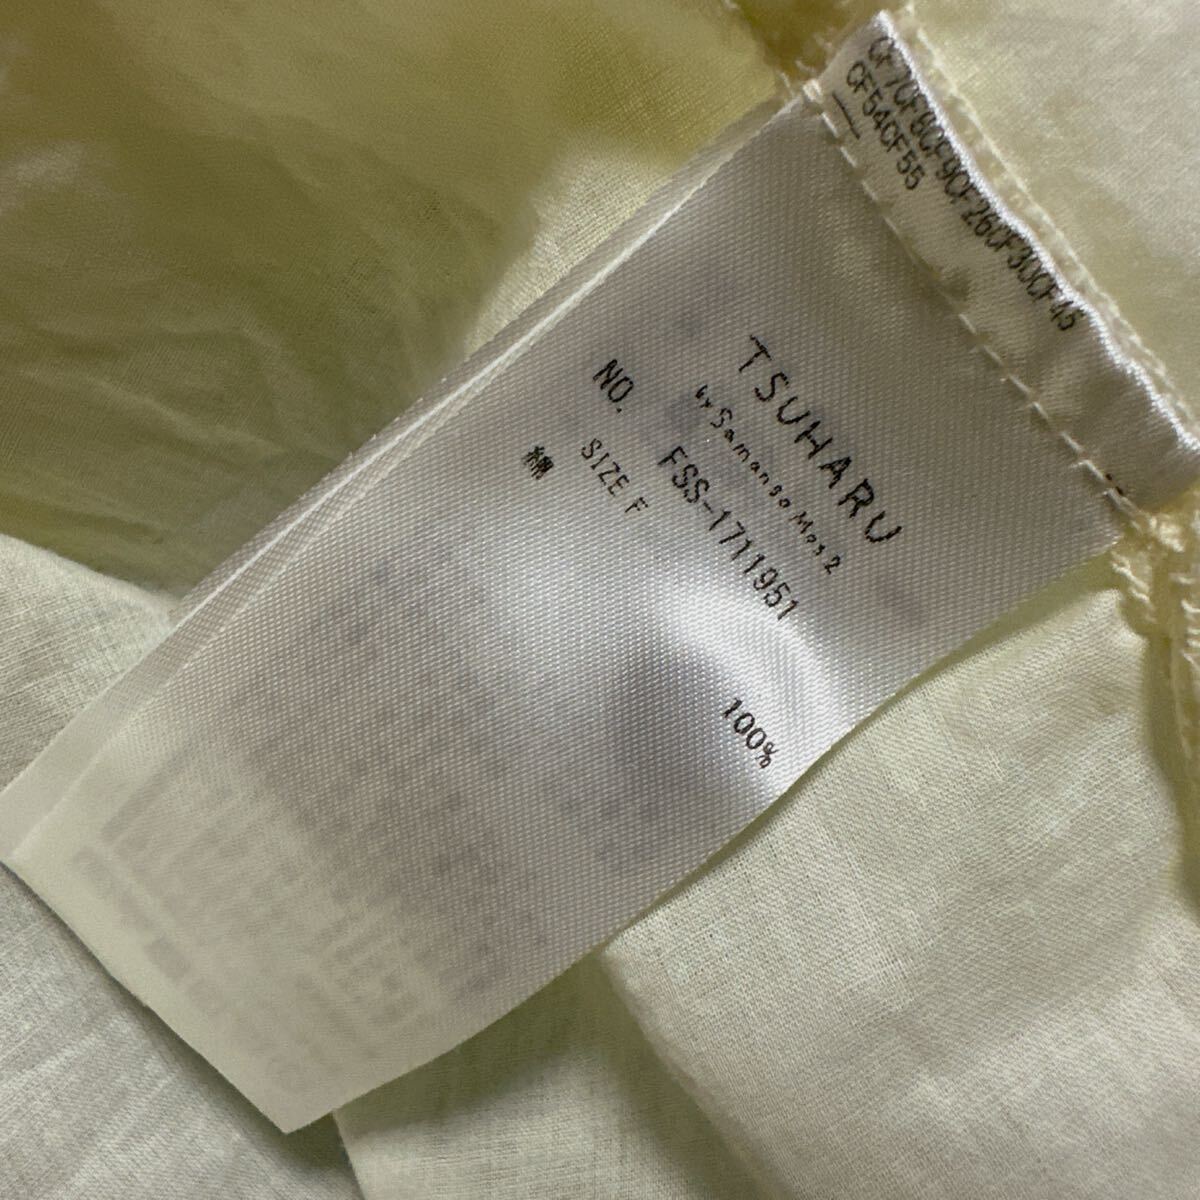 CF7CF8CF9CF26CF30CF45
CF54CF55
TSUHARU
by Samansa Mos2
NO. FSS-1711951
SIZE F
綿 100%